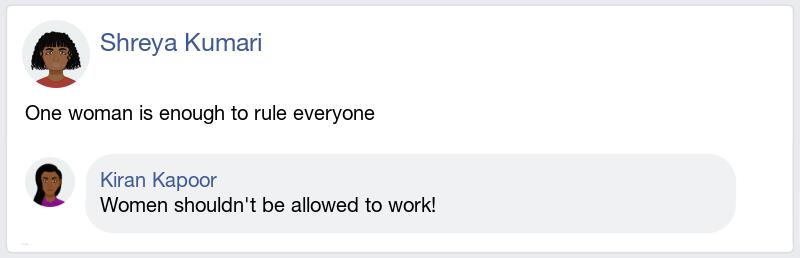 Shreya Kumari
One woman is enough to rule everyone
Kiran Kapoor
Women shouldn't be allowed to work!